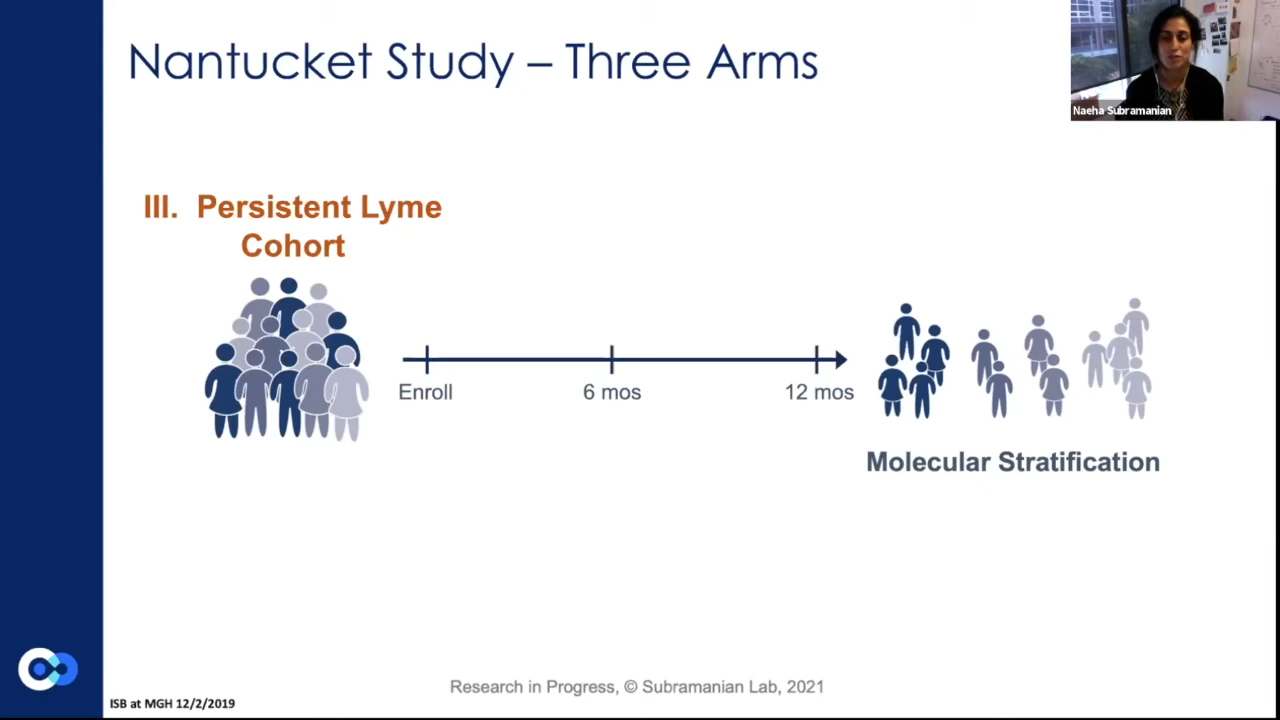 Nantucket Study – Three Arms
Naeha Subramanian
III. Persistent Lyme
Cohort
Enroll
6 mos
12 mos
Molecular Stratification
Research in Progress, © Subramanian Lab, 2021
ISB at MGH 12/2/2019